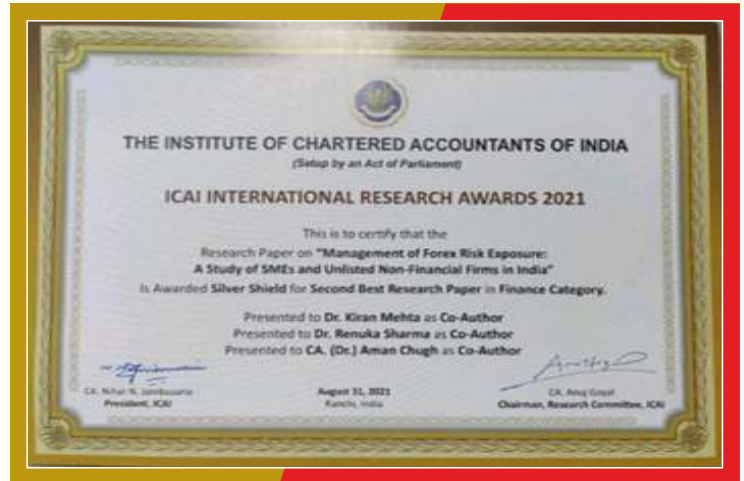 THE INSTITUTE OF CHARTERED ACCOUNTANTS OF INDIA
(Setup by an Act of Parliament)
ICAI INTERNATIONAL RESEARCH AWARDS 2021
This is to certify that the
Research Paper on "Management of Forex Risk Exposure:
A Study of SMEs and Unlisted Non-Financial Firms in India"
Is Awarded Silver Shield for Second Best Research Paper in Finance Category.
Presented to Dr. Kiran Mehta as Co-Author
Presented to Dr. Renuka Sharma as Co-Author
Presented to CA. (Dr.) Aman Chugh as Co-Author
CA. Nihar N. Jambusaria
President, ICAI
August 31, 2021
Ranchi, India
CA. Anuj Goyal
Chairman, Research Committee, ICAI